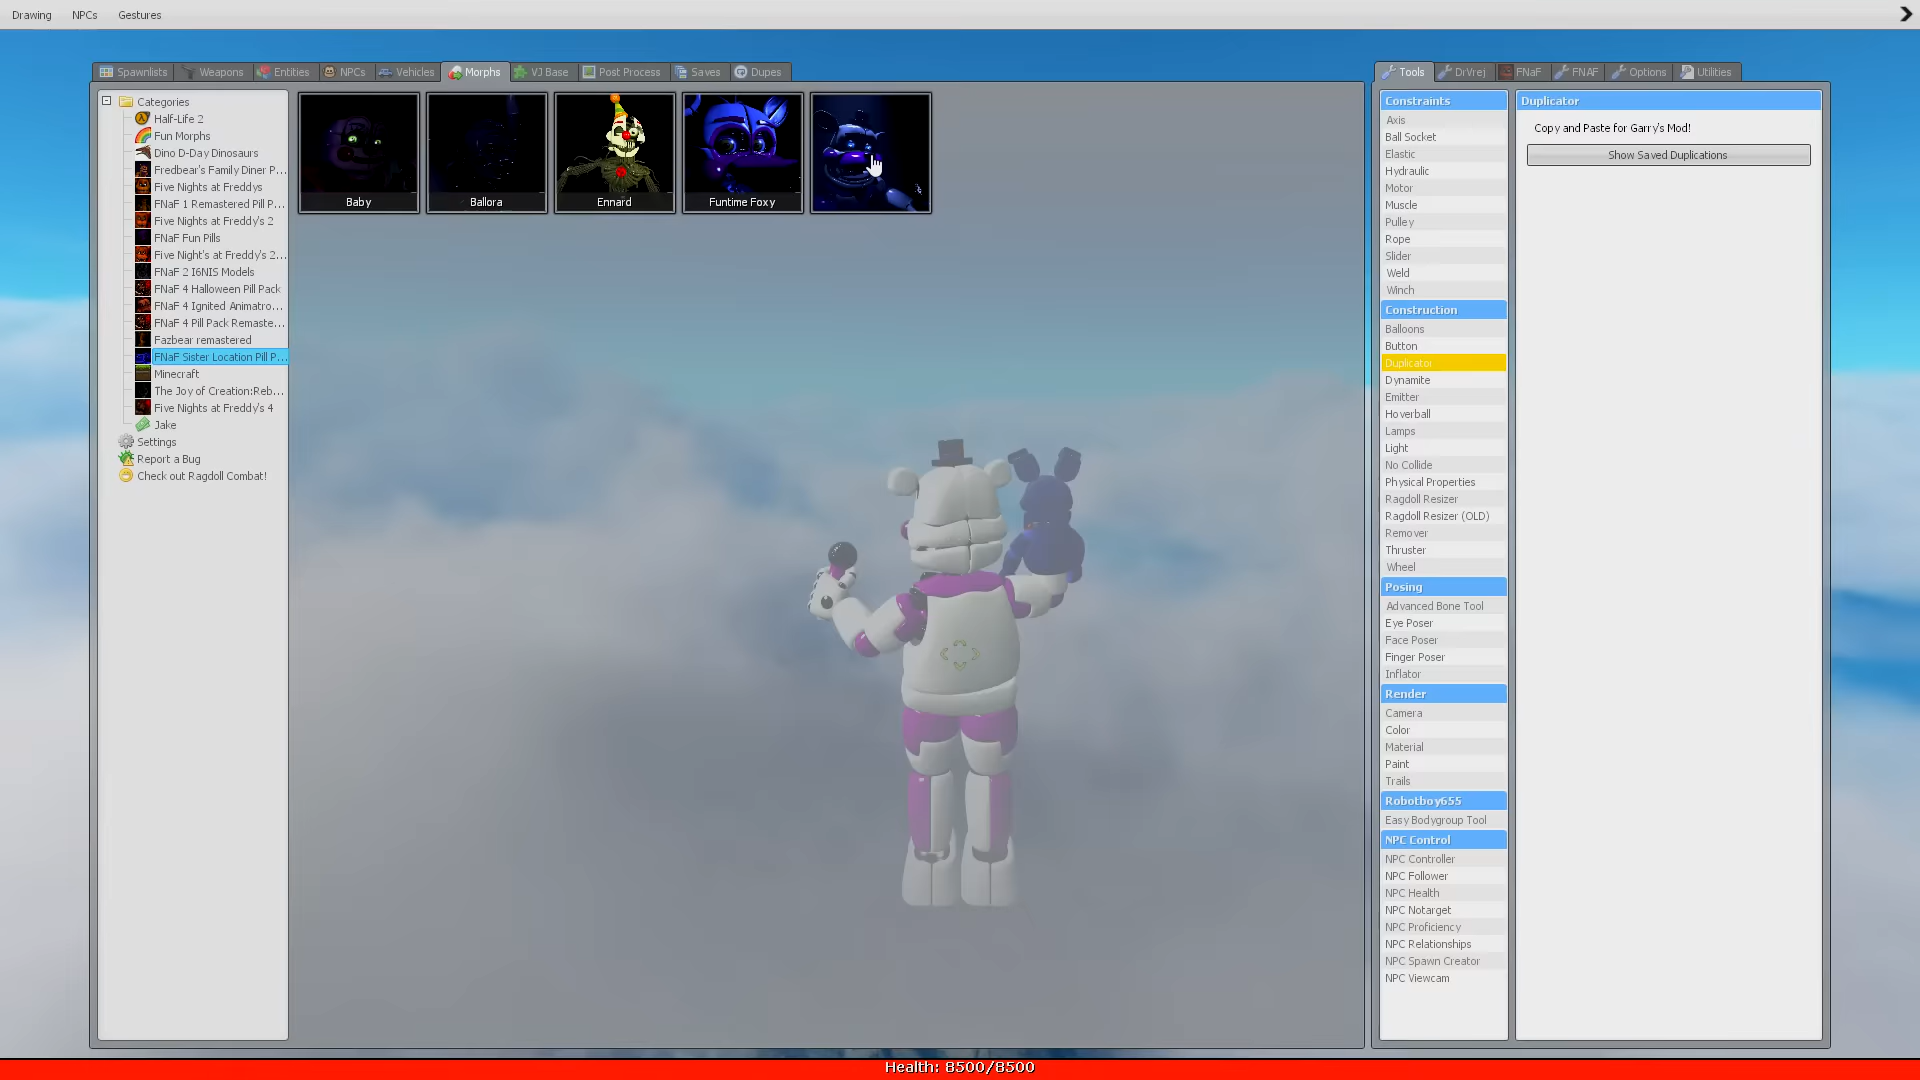 Drawing NPCs Gestures
Spawnlists Weapons Entities NPCs Vehicles Morphs VJ Base Post Process Saves Dupes
Categories
Half-Life 2
Fun Morphs
Dino D-Day Dinosaurs
Fredbear's Family Diner P...
Five Nights at Freddys
FNaF 1 Remastered Pill P...
Five Nights at Freddy's 2
FNaF Fun Pills
Five Night's at Freddy's 2...
FNaF 2 I6NIS Models
FNaF 4 Halloween Pill Pack
FNaF 4 Ignited Animatro...
FNaF 4 Pill Pack Remaste...
Fazbear remastered
FNaF Sister Location Pill P...
Minecraft
The Joy of Creation:Reb...
Five Nights at Freddy's 4
Jake
Settings
Report a Bug
Check out Ragdoll Combat!
Baby
Ballora
Ennard
Funtime Foxy
Tools DrVrej FNaF FNAF Options Utilities
Constraints
Axis
Ball Socket
Elastic
Hydraulic
Motor
Muscle
Pulley
Rope
Slider
Weld
Winch
Construction
Balloons
Button
Duplicator
Dynamite
Emitter
Hoverball
Lamps
Light
No Collide
Physical Properties
Ragdoll Resizer
Ragdoll Resizer (OLD)
Remover
Thruster
Wheel
Posing
Advanced Bone Tool
Eye Poser
Face Poser
Finger Poser
Inflator
Render
Camera
Color
Material
Paint
Trails
Robotboy655
Easy Bodygroup Tool
NPC Control
NPC Controller
NPC Follower
NPC Health
NPC Notarget
NPC Proficiency
NPC Relationships
NPC Spawn Creator
NPC Viewcam
Duplicator
Copy and Paste for Garry's Mod!
Show Saved Duplications
Health: 8500/8500